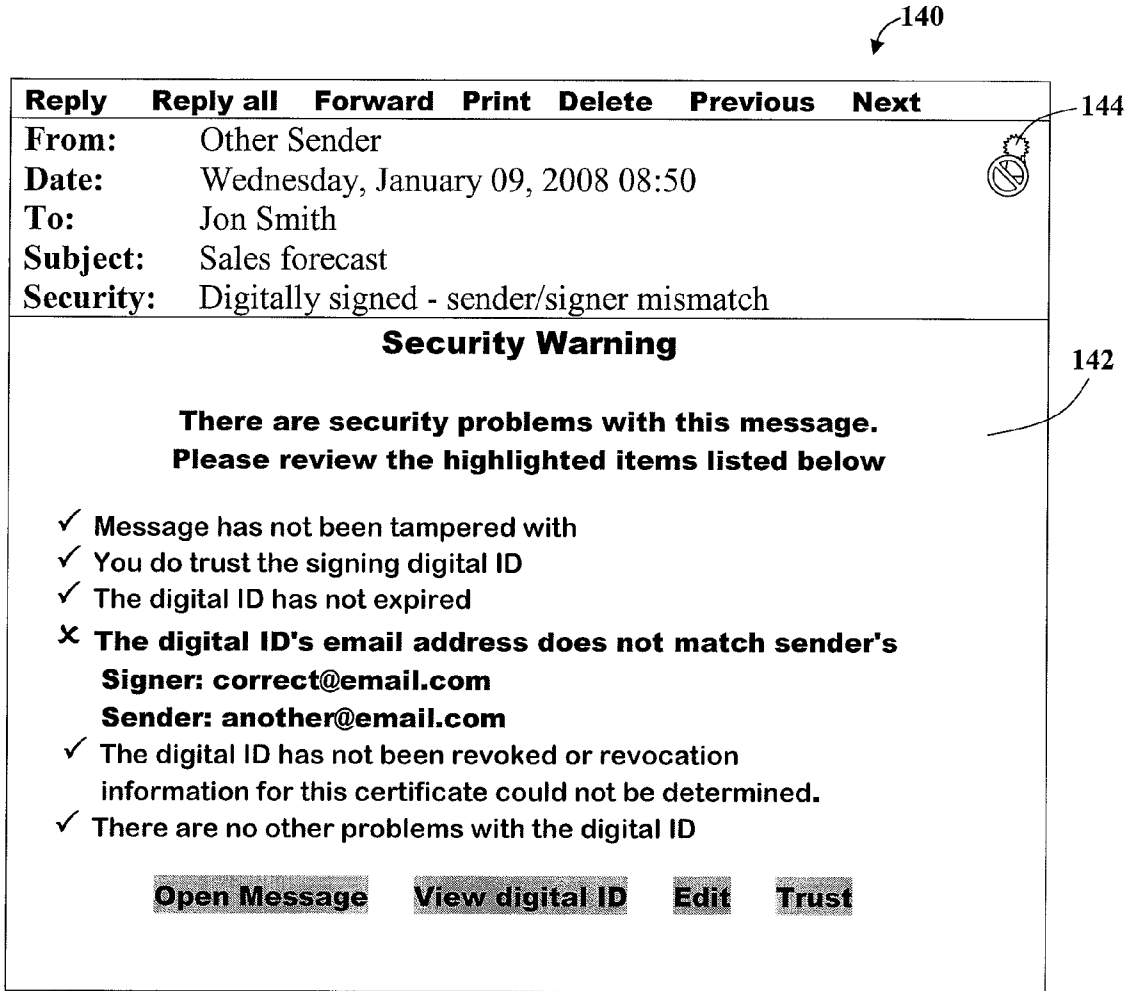 140
Reply Reply all Forward Print Delete Previous Next
144
From: Other Sender
Date: Wednesday, January 09, 2008 08:50
To: Jon Smith
Subject: Sales forecast
Security: Digitally signed - sender/signer mismatch
Security Warning
142
There are security problems with this message.
Please review the highlighted items listed below
✓ Message has not been tampered with
✓ You do trust the signing digital ID
✓ The digital ID has not expired
✗ The digital ID's email address does not match sender's
Signer: correct@email.com
Sender: another@email.com
✓ The digital ID has not been revoked or revocation
information for this certificate could not be determined.
✓ There are no other problems with the digital ID
Open Message View digital ID Edit Trust